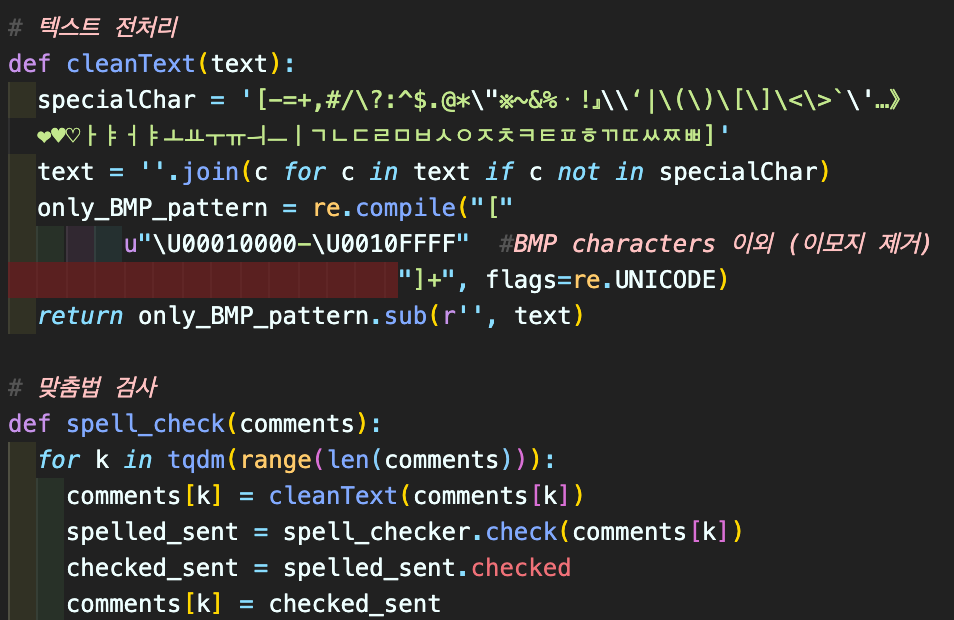 # 텍스트 전처리
def cleanText(text):
specialChar = '[-=+,#/\?:^$.@*\"※~&%ㆍ!』\\‘|\(\)\[\]\<\>`\'…》
❤♥♡ㅏㅑㅓㅑㅗㅛㅜㅠㅢㅡㅣㄱㄴㄷㄹㅁㅂㅅㅇㅈㅊㅋㅌㅍㅎㄲㄸㅆㅉㅃ]'
text = ''.join(c for c in text if c not in specialChar)
only_BMP_pattern = re.compile("["
u"\U00010000-\U0010FFFF" #BMP characters 이외 (이모지 제거)
"]+", flags=re.UNICODE)
return only_BMP_pattern.sub(r'', text)
# 맞춤법 검사
def spell_check(comments):
for k in tqdm(range(len(comments))):
comments[k] = cleanText(comments[k])
spelled_sent = spell_checker.check(comments[k])
checked_sent = spelled_sent.checked
comments[k] = checked_sent